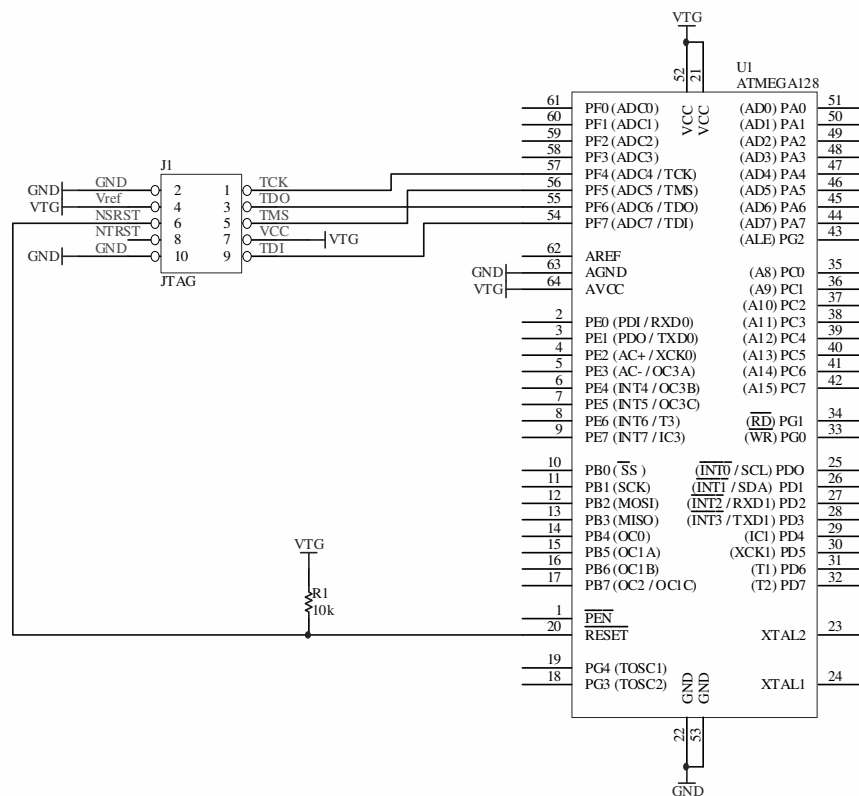 VTG
52 21
VCC VCC
U1
ATMEGA128
61 PF0 (ADC0)
60 PF1 (ADC1)
59 PF2 (ADC2)
58 PF3 (ADC3)
57 PF4 (ADC4 / TCK)
56 PF5 (ADC5 / TMS)
55 PF6 (ADC6 / TDO)
54 PF7 (ADC7 / TDI)
62 AREF
GND 63 AGND
VTG 64 AVCC
2 PE0 (PDI / RXD0)
3 PE1 (PDO / TXD0)
4 PE2 (AC+ / XCK0)
5 PE3 (AC- / OC3A)
6 PE4 (INT4 / OC3B)
7 PE5 (INT5 / OC3C)
8 PE6 (INT6 / T3)
9 PE7 (INT7 / IC3)
10 PB0 (SS)
11 PB1 (SCK)
12 PB2 (MOSI)
13 PB3 (MISO)
14 PB4 (OC0)
15 PB5 (OC1A)
16 PB6 (OC1B)
17 PB7 (OC2 / OC1C)
1 PEN
20 RESET
19 PG4 (TOSC1)
18 PG3 (TOSC2)
(AD0) PA0 51
(AD1) PA1 50
(AD2) PA2 49
(AD3) PA3 48
(AD4) PA4 47
(AD5) PA5 46
(AD6) PA6 45
(AD7) PA7 44
(ALE) PG2 43
(A8) PC0 35
(A9) PC1 36
(A10) PC2 37
(A11) PC3 38
(A12) PC4 39
(A13) PC5 40
(A14) PC6 41
(A15) PC7 42
(RD) PG1 34
(WR) PG0 33
(INT0 / SCL) PDO 25
(INT1 / SDA) PD1 26
(INT2 / RXD1) PD2 27
(INT3 / TXD1) PD3 28
(IC1) PD4 29
(XCK1) PD5 30
(T1) PD6 31
(T2) PD7 32
XTAL2 23
XTAL1 24
GND GND
22 53
GND
J1
GND GND 2 1 TCK
VTG Vref 4 3 TDO
NSRST 6 5 TMS
NTRST 8 7 VCC VTG
GND GND 10 9 TDI
JTAG
VTG
R1
10k